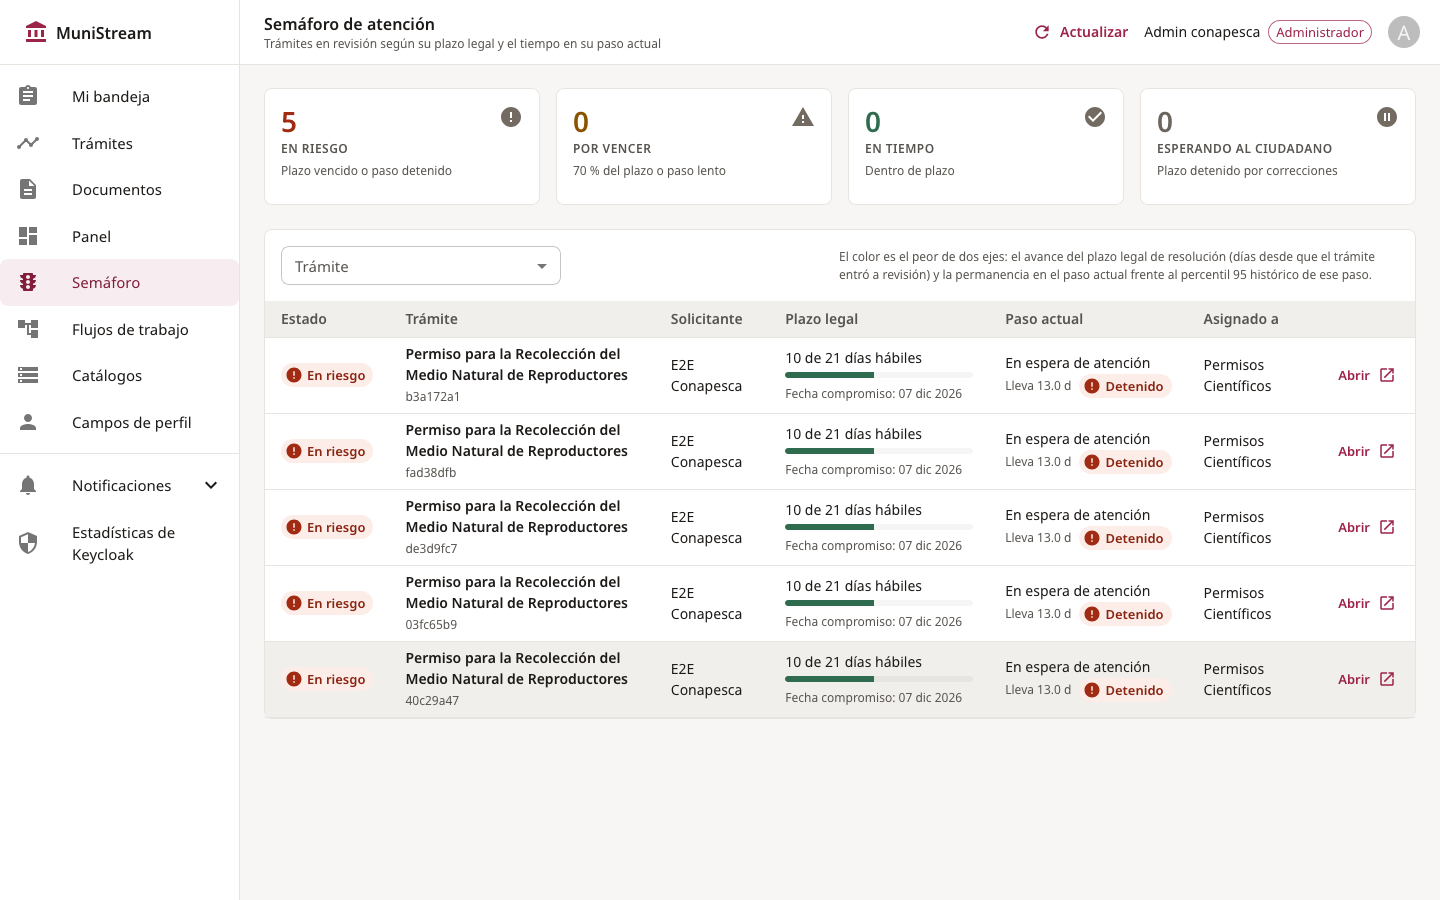 MuniStream
Semáforo de atención
Trámites en revisión según su plazo legal y el tiempo en su paso actual
Actualizar
Admin conapesca
Administrador
A
Mi bandeja
Trámites
Documentos
Panel
Semáforo
Flujos de trabajo
Catálogos
Campos de perfil
Notificaciones
Estadísticas de
Keycloak
5
EN RIESGO
Plazo vencido o paso detenido
0
POR VENCER
70 % del plazo o paso lento
0
EN TIEMPO
Dentro de plazo
0
ESPERANDO AL CIUDADANO
Plazo detenido por correcciones
Trámite
El color es el peor de dos ejes: el avance del plazo legal de resolución (días desde que el trámite
entró a revisión) y la permanencia en el paso actual frente al percentil 95 histórico de ese paso.
Estado Trámite Solicitante Plazo legal Paso actual Asignado a
En riesgo
Permiso para la Recolección del
Medio Natural de Reproductores
b3a172a1
E2E
Conapesca
10 de 21 días hábiles
Fecha compromiso: 07 dic 2026
En espera de atención
Lleva 13.0 d Detenido
Permisos
Científicos
Abrir
En riesgo
Permiso para la Recolección del
Medio Natural de Reproductores
fad38dfb
E2E
Conapesca
10 de 21 días hábiles
Fecha compromiso: 07 dic 2026
En espera de atención
Lleva 13.0 d Detenido
Permisos
Científicos
Abrir
En riesgo
Permiso para la Recolección del
Medio Natural de Reproductores
de3d9fc7
E2E
Conapesca
10 de 21 días hábiles
Fecha compromiso: 07 dic 2026
En espera de atención
Lleva 13.0 d Detenido
Permisos
Científicos
Abrir
En riesgo
Permiso para la Recolección del
Medio Natural de Reproductores
03fc65b9
E2E
Conapesca
10 de 21 días hábiles
Fecha compromiso: 07 dic 2026
En espera de atención
Lleva 13.0 d Detenido
Permisos
Científicos
Abrir
En riesgo
Permiso para la Recolección del
Medio Natural de Reproductores
40c29a47
E2E
Conapesca
10 de 21 días hábiles
Fecha compromiso: 07 dic 2026
En espera de atención
Lleva 13.0 d Detenido
Permisos
Científicos
Abrir